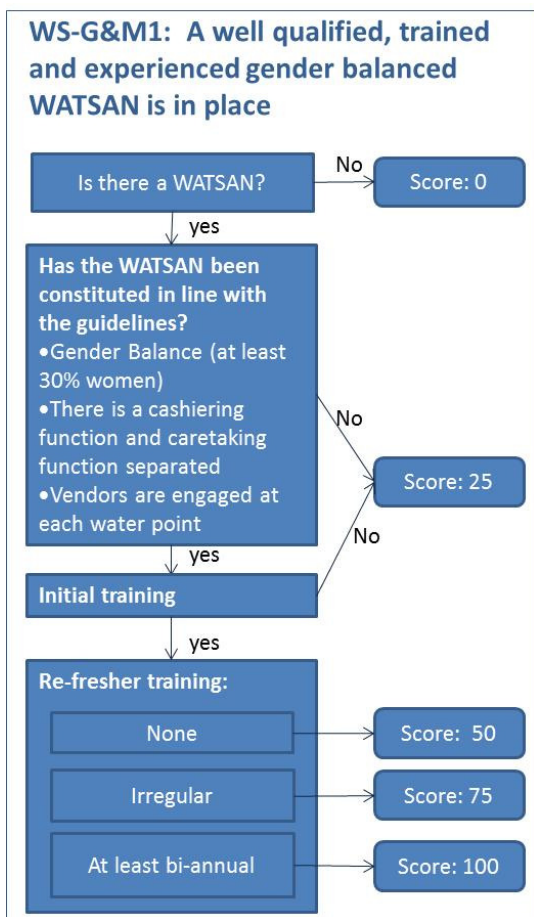 WS-G&M1:  A well qualified, trained
and experienced gender balanced
WATSAN is in place
Is there a WATSAN?
No
Score: 0
yes
Has the WATSAN been
constituted in line with
the guidelines?
•Gender Balance (at least
30% women)
•There is a cashiering
function and caretaking
function separated
•Vendors are engaged at
each water point
No
Score: 25
No
yes
Initial training
yes
Re-fresher training:
None
Score:  50
Irregular
Score: 75
At least bi-annual
Score: 100